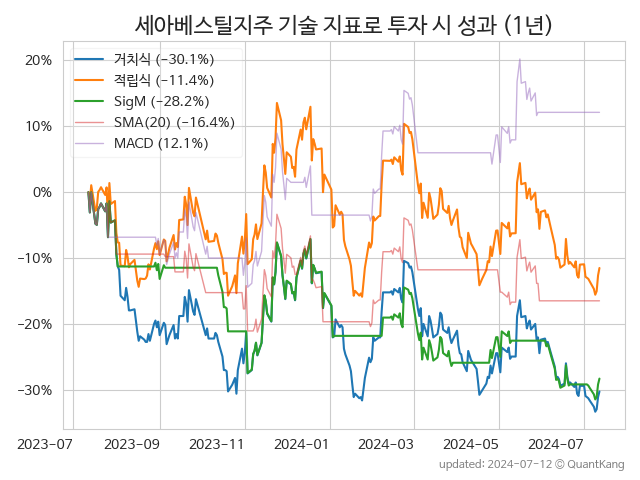 세아베스틸지주 기술 지표로 투자 시 성과 (1년)
거치식 (-30.1%)
적립식 (-11.4%)
SigM (-28.2%)
SMA(20) (-16.4%)
MACD (12.1%)
20%
10%
0%
-10%
-20%
-30%
2023-07 2023-09 2023-11 2024-01 2024-03 2024-05 2024-07
updated: 2024-07-12 © QuantKang